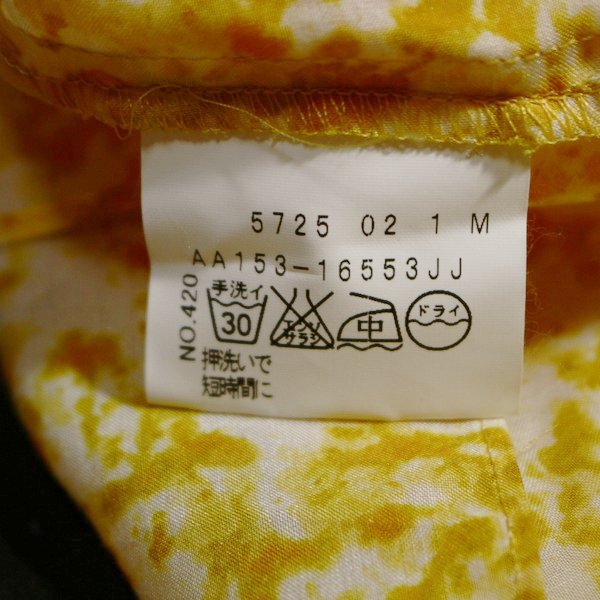 5725 02 1 M
AA153-16553JJ
NO.420
手洗イ
30
エンソ
サラシ
中
ドライ
押洗いで
短時間に